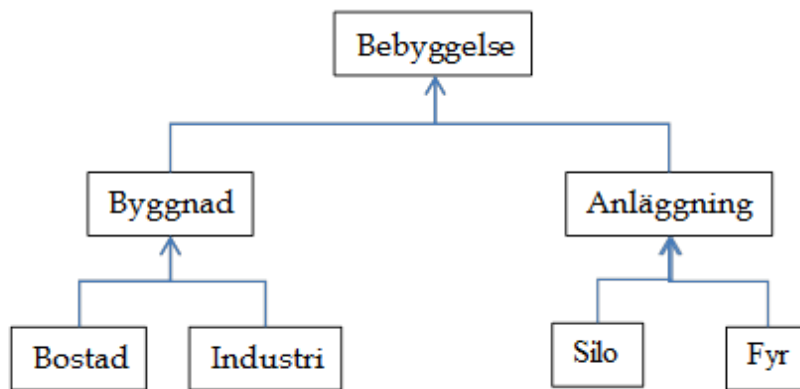 Bebyggelse
Byggnad
Anläggning
Bostad
Industri
Silo
Fyr